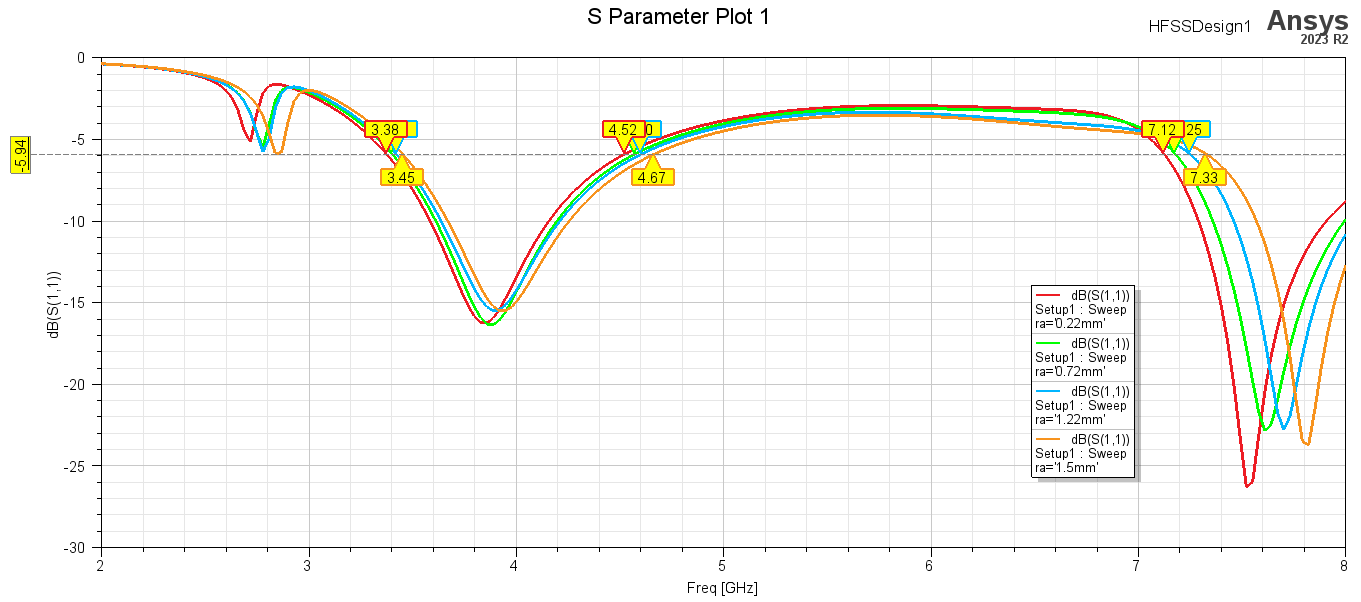 S Parameter Plot 1
HFSSDesign1
Ansys
2023 R2
0
-5
-10
-15
-20
-25
-30
dB(S(1,1))
-5.94
3.38
3.45
4.52 0
4.67
7.12 25
7.33
dB(S(1,1))
Setup1 : Sweep
ra='0.22mm'
dB(S(1,1))
Setup1 : Sweep
ra='0.72mm'
dB(S(1,1))
Setup1 : Sweep
ra='1.22mm'
dB(S(1,1))
Setup1 : Sweep
ra='1.5mm'
2 3 4 5 6 7 8
Freq [GHz]